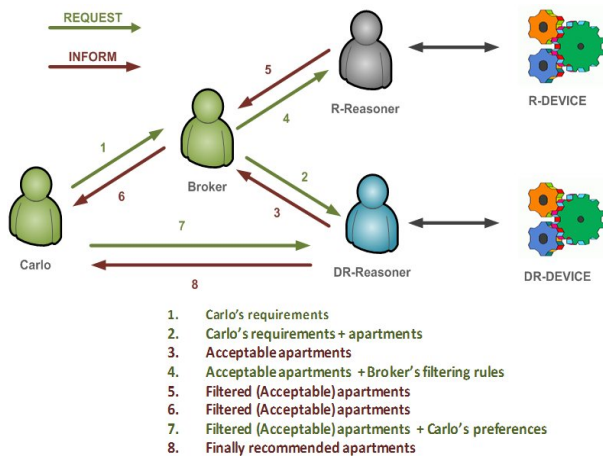 REQUEST
INFORM
5
R-Reasoner
R-DEVICE
4
1
Broker
2
6
3
7
Carlo
DR-Reasoner
DR-DEVICE
8
1. Carlo's requirements
2. Carlo's requirements + apartments
3. Acceptable apartments
4. Acceptable apartments + Broker's filtering rules
5. Filtered (Acceptable) apartments
6. Filtered (Acceptable) apartments
7. Filtered (Acceptable) apartments + Carlo's preferences
8. Finally recommended apartments